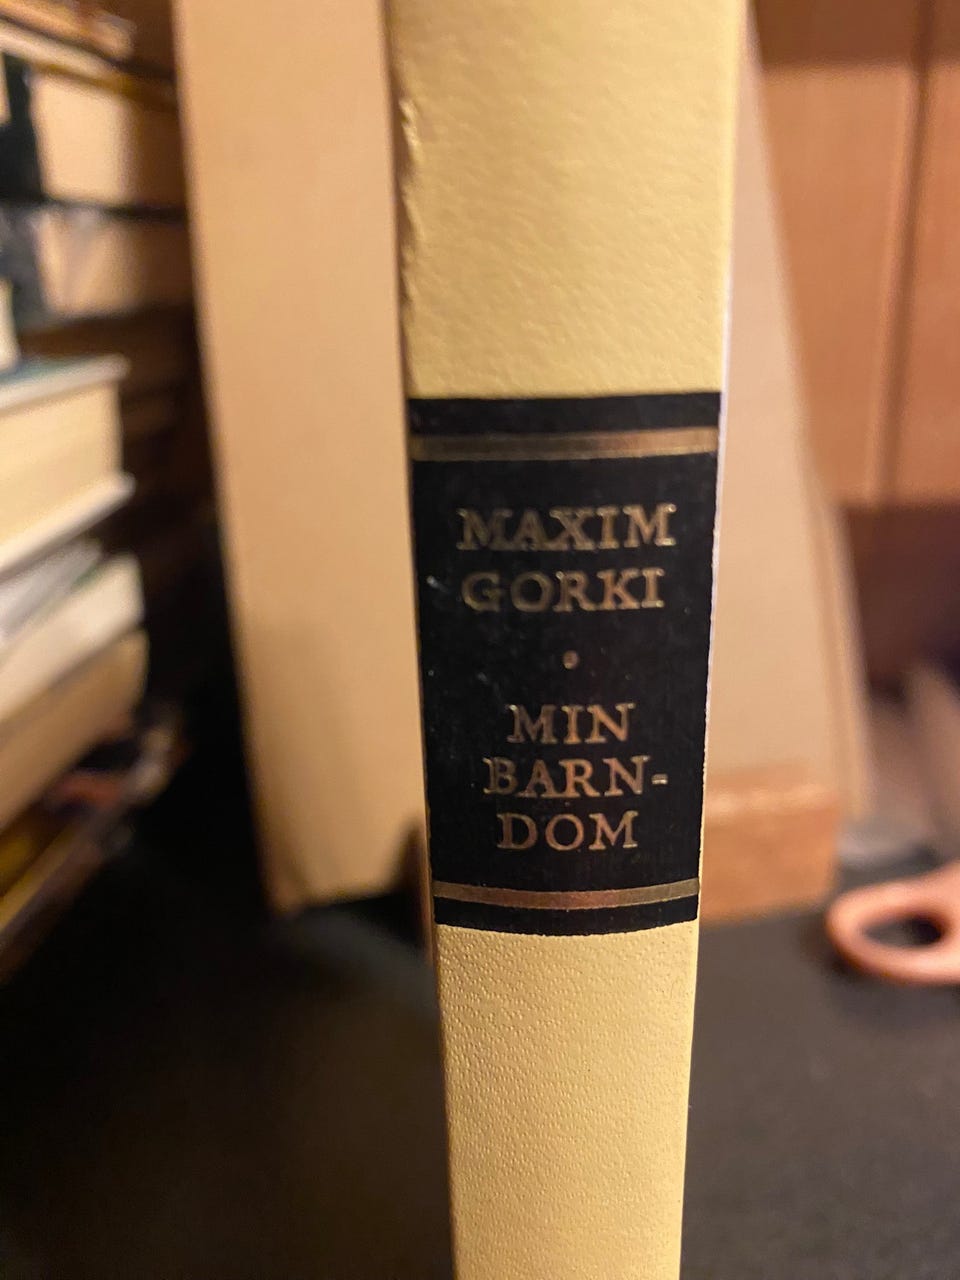 MAXIM
GORKI
•
MIN
BARN-
DOM